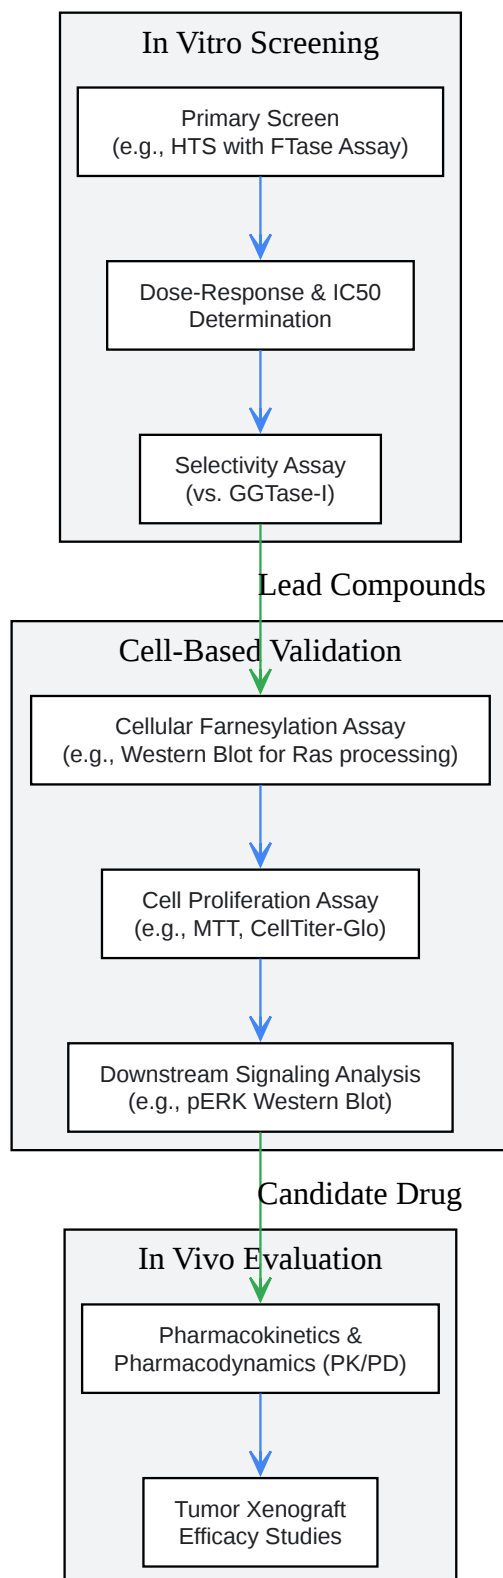 In Vitro Screening
Primary Screen
(e.g., HTS with FTase Assay)
Dose-Response & IC50
Determination
Selectivity Assay
(vs. GGTase-I)
Lead Compounds
Cell-Based Validation
Cellular Farnesylation Assay
(e.g., Western Blot for Ras processing)
Cell Proliferation Assay
(e.g., MTT, CellTiter-Glo)
Downstream Signaling Analysis
(e.g., pERK Western Blot)
Candidate Drug
In Vivo Evaluation
Pharmacokinetics &
Pharmacodynamics (PK/PD)
Tumor Xenograft
Efficacy Studies